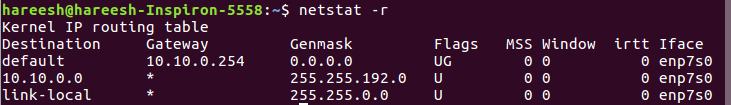 hareesh@hareesh-Inspiron-5558:~$ netstat -r
Kernel IP routing table
Destination     Gateway         Genmask         Flags   MSS Window  irtt Iface
default         10.10.0.254     0.0.0.0         UG        0 0          0 enp7s0
10.10.0.0       *               255.255.192.0   U         0 0          0 enp7s0
link-local      *               255.255.0.0     U         0 0          0 enp7s0